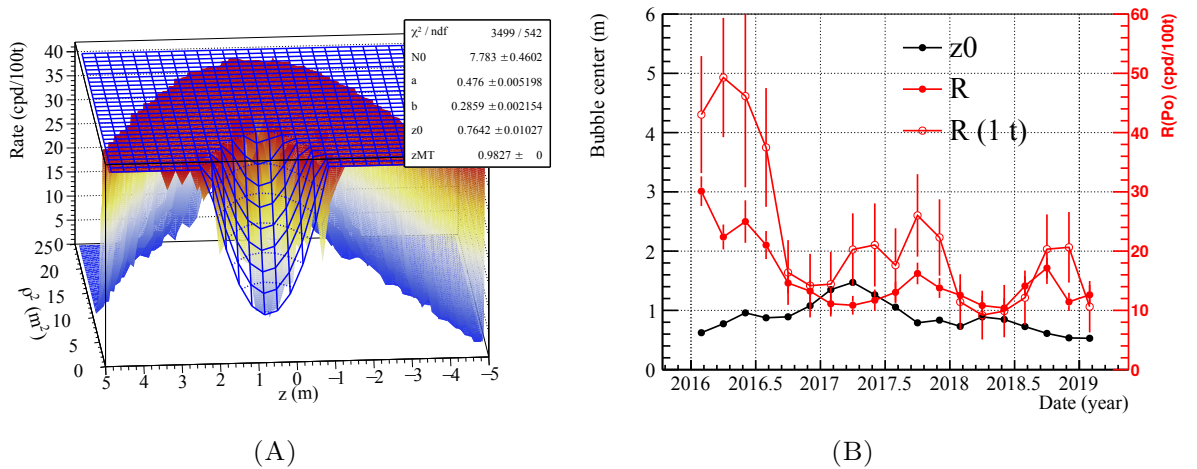 χ² / ndf 3499 / 542
N0 7.783 ± 0.4602
a 0.476 ± 0.005198
b 0.2859 ± 0.002154
z0 0.7642 ± 0.01027
zMT 0.9827 ± 0
Rate (cpd/100t)
40
35
30
25
20
15
10
5
250
20
15
10
5
0
ρ² (m²)
5 4 3 2 1 0 −1 −2 −3 −4 −5
z (m)
(A)
Bubble center (m)
6
5
4
3
2
1
0
z0
R
R (1 t)
60
50
40
30
20
10
0
R(Po) (cpd/100t)
2016 2016.5 2017 2017.5 2018 2018.5 2019
Date (year)
(B)